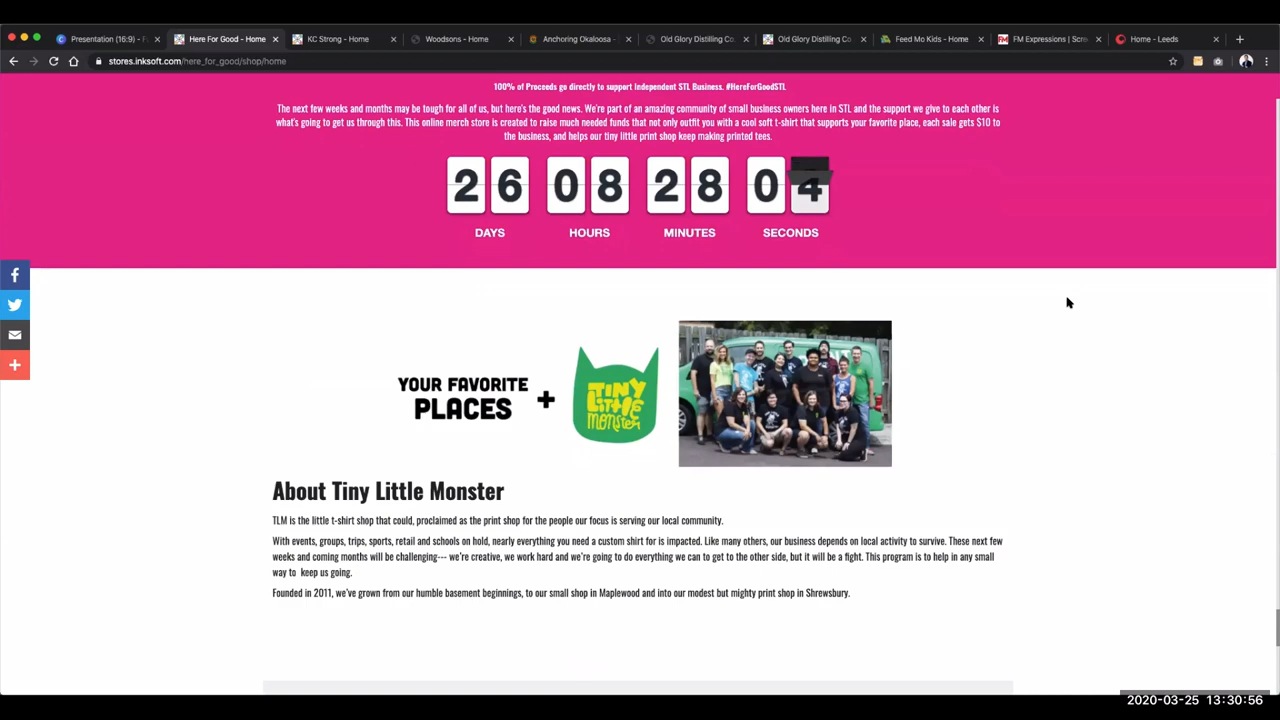 Presentation (16:9) - F
Here For Good - Home
KC Strong - Home
Woodsons - Home
Anchoring Okaloosa -
Old Glory Distilling Co.
Old Glory Distilling Co
Feed Mo Kids - Home
FM Expressions | Scre
Home - Leeds
stores.inksoft.com/here_for_good/shop/home
100% of Proceeds go directly to support Independent STL Business. #HereForGoodSTL
The next few weeks and months may be tough for all of us, but here's the good news. We're part of an amazing community of small business owners here in STL and the support we give to each other is
what's going to get us through this. This online merch store is created to raise much needed funds that not only outfit you with a cool soft t-shirt that supports your favorite place, each sale gets $10 to
the business, and helps our tiny little print shop keep making printed tees.
26 08 28 04
DAYS HOURS MINUTES SECONDS
YOUR FAVORITE
PLACES +
TINY
LITTLE
MONSTER
About Tiny Little Monster
TLM is the little t-shirt shop that could, proclaimed as the print shop for the people our focus is serving our local community.
With events, groups, trips, sports, retail and schools on hold, nearly everything you need a custom shirt for is impacted. Like many others, our business depends on local activity to survive. These next few
weeks and coming months will be challenging--- we're creative, we work hard and we're going to do everything we can to get to the other side, but it will be a fight. This program is to help in any small
way to keep us going.
Founded in 2011, we've grown from our humble basement beginnings, to our small shop in Maplewood and into our modest but mighty print shop in Shrewsbury.
2020-03-25 13:30:56